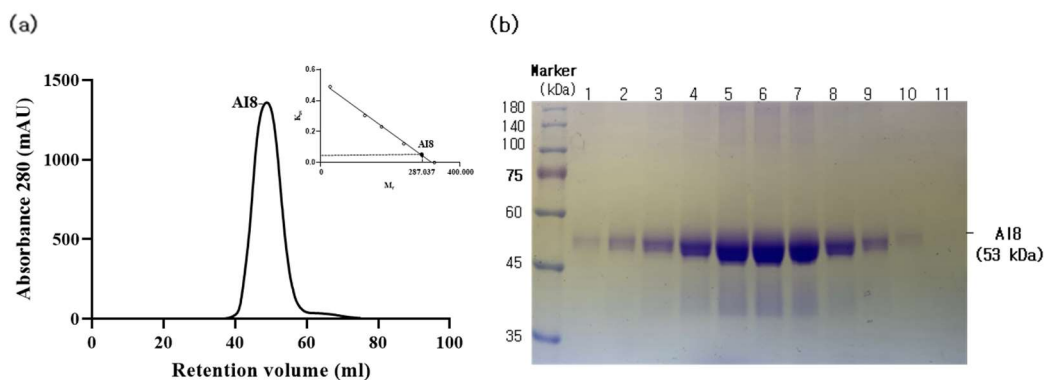 (a)
1500
1000
500
0
0 20 40 60 80 100
Absorbance 280 (mAU)
Retention volume (ml)
AI8
0.6
0.4
0.2
0.0
0 287.037 400.000
AI8
Mr
(b)
Marker
(kDa)
1 2 3 4 5 6 7 8 9 10 11
180
140
100
75
60
45
35
AI8
(53 kDa)